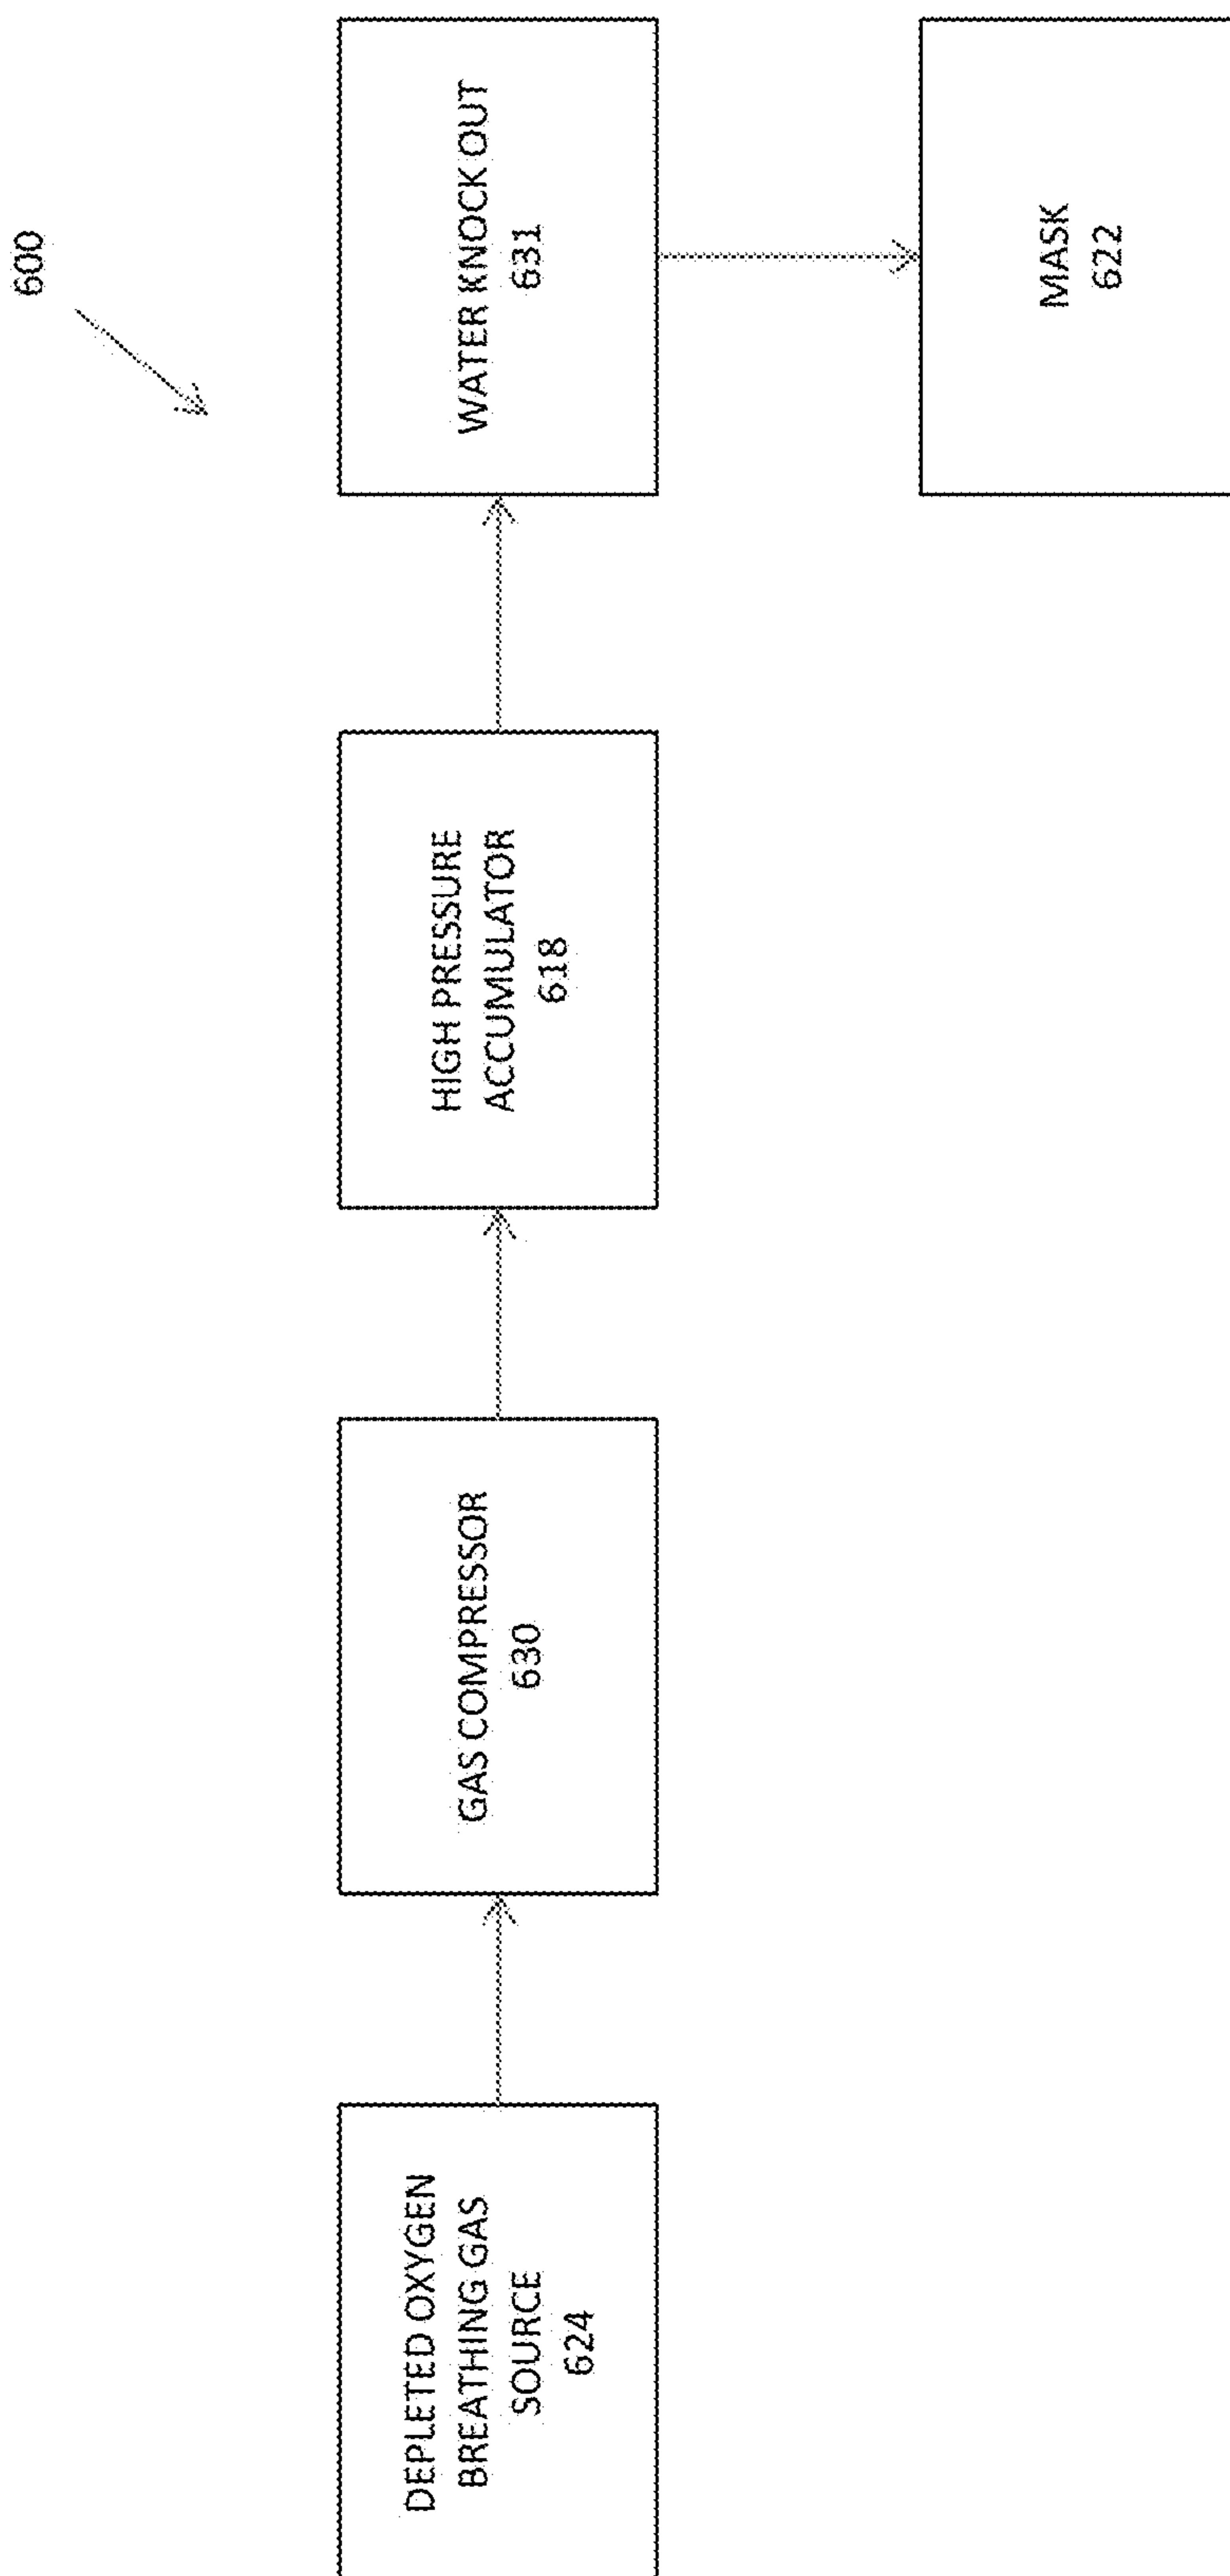 600
DEPLETED OXYGEN
BREATHING GAS
SOURCE
624
GAS COMPRESSOR
630
HIGH PRESSURE
ACCUMULATOR
618
WATER KNOCK OUT
631
MASK
622